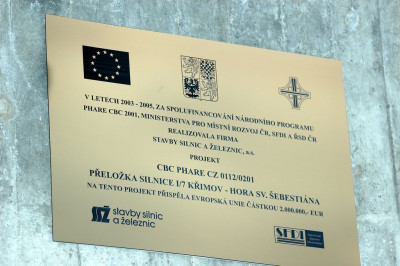 V LETECH 2003 - 2005, ZA SPOLUFINANCOVÁNÍ NÁRODNÍHO PROGRAMU
PHARE CBC 2001, MINISTERSTVA PRO MÍSTNÍ ROZVOJ ČR, SFDI A ŘSD ČR
REALIZOVALA FIRMA
STAVBY SILNIC A ŽELEZNIC, a.s.
PROJEKT
CBC PHARE CZ 0112/0201
PŘELOŽKA SILNICE I/7 KŘIMOV - HORA SV. ŠEBESTIÁNA
NA TENTO PROJEKT PŘISPĚLA EVROPSKÁ UNIE ČÁSTKOU 2.000.000,- EUR
SSŽ stavby silnic
a železnic
SFDI